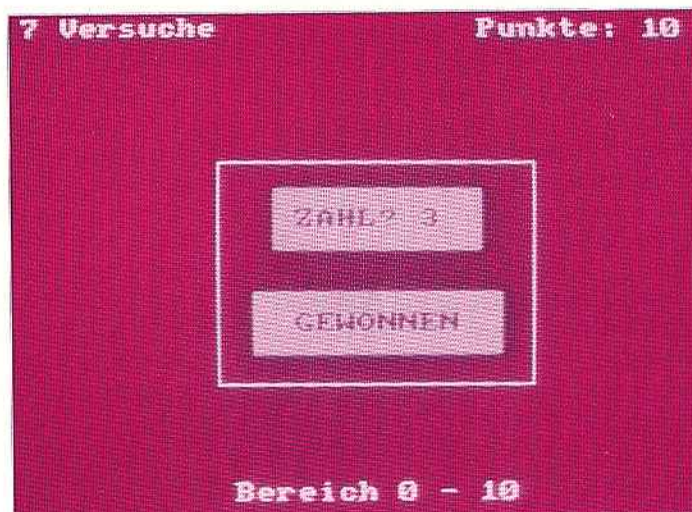 7 Versuche
Punkte: 10
ZAHL? 3
GEWONNEN
Bereich 0 - 10